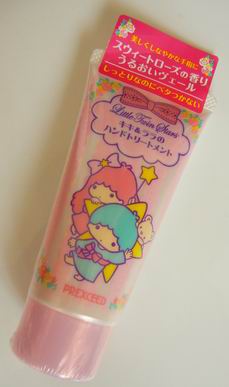 美しくしなやかな手肌に
スウィートローズの香り
うるおいヴェール
しっとりなのにベタつかない
Little Twin Stars
キキ&ララの
ハンドトリートメント
PREXCEED